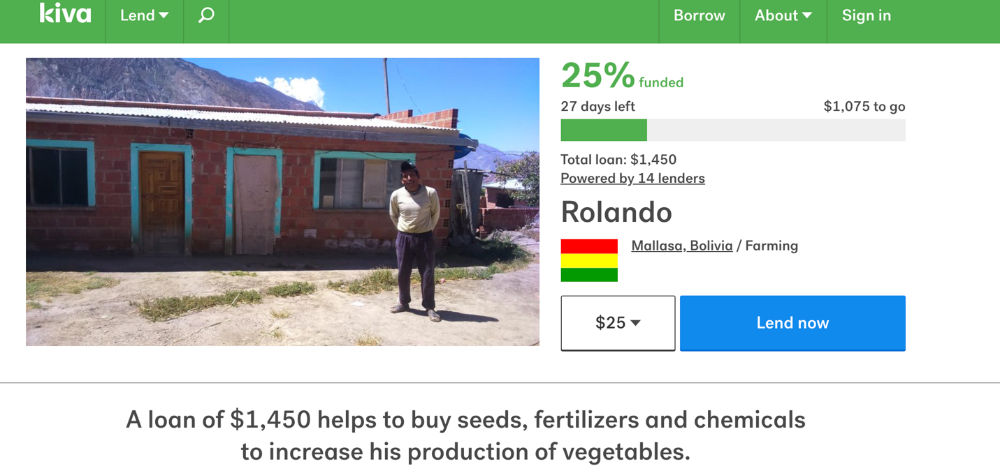 kiva
Lend
Borrow
About
Sign in
25% funded
27 days left
$1,075 to go
Total loan: $1,450
Powered by 14 lenders
Rolando
Mallasa, Bolivia / Farming
$25
Lend now
A loan of $1,450 helps to buy seeds, fertilizers and chemicals
to increase his production of vegetables.